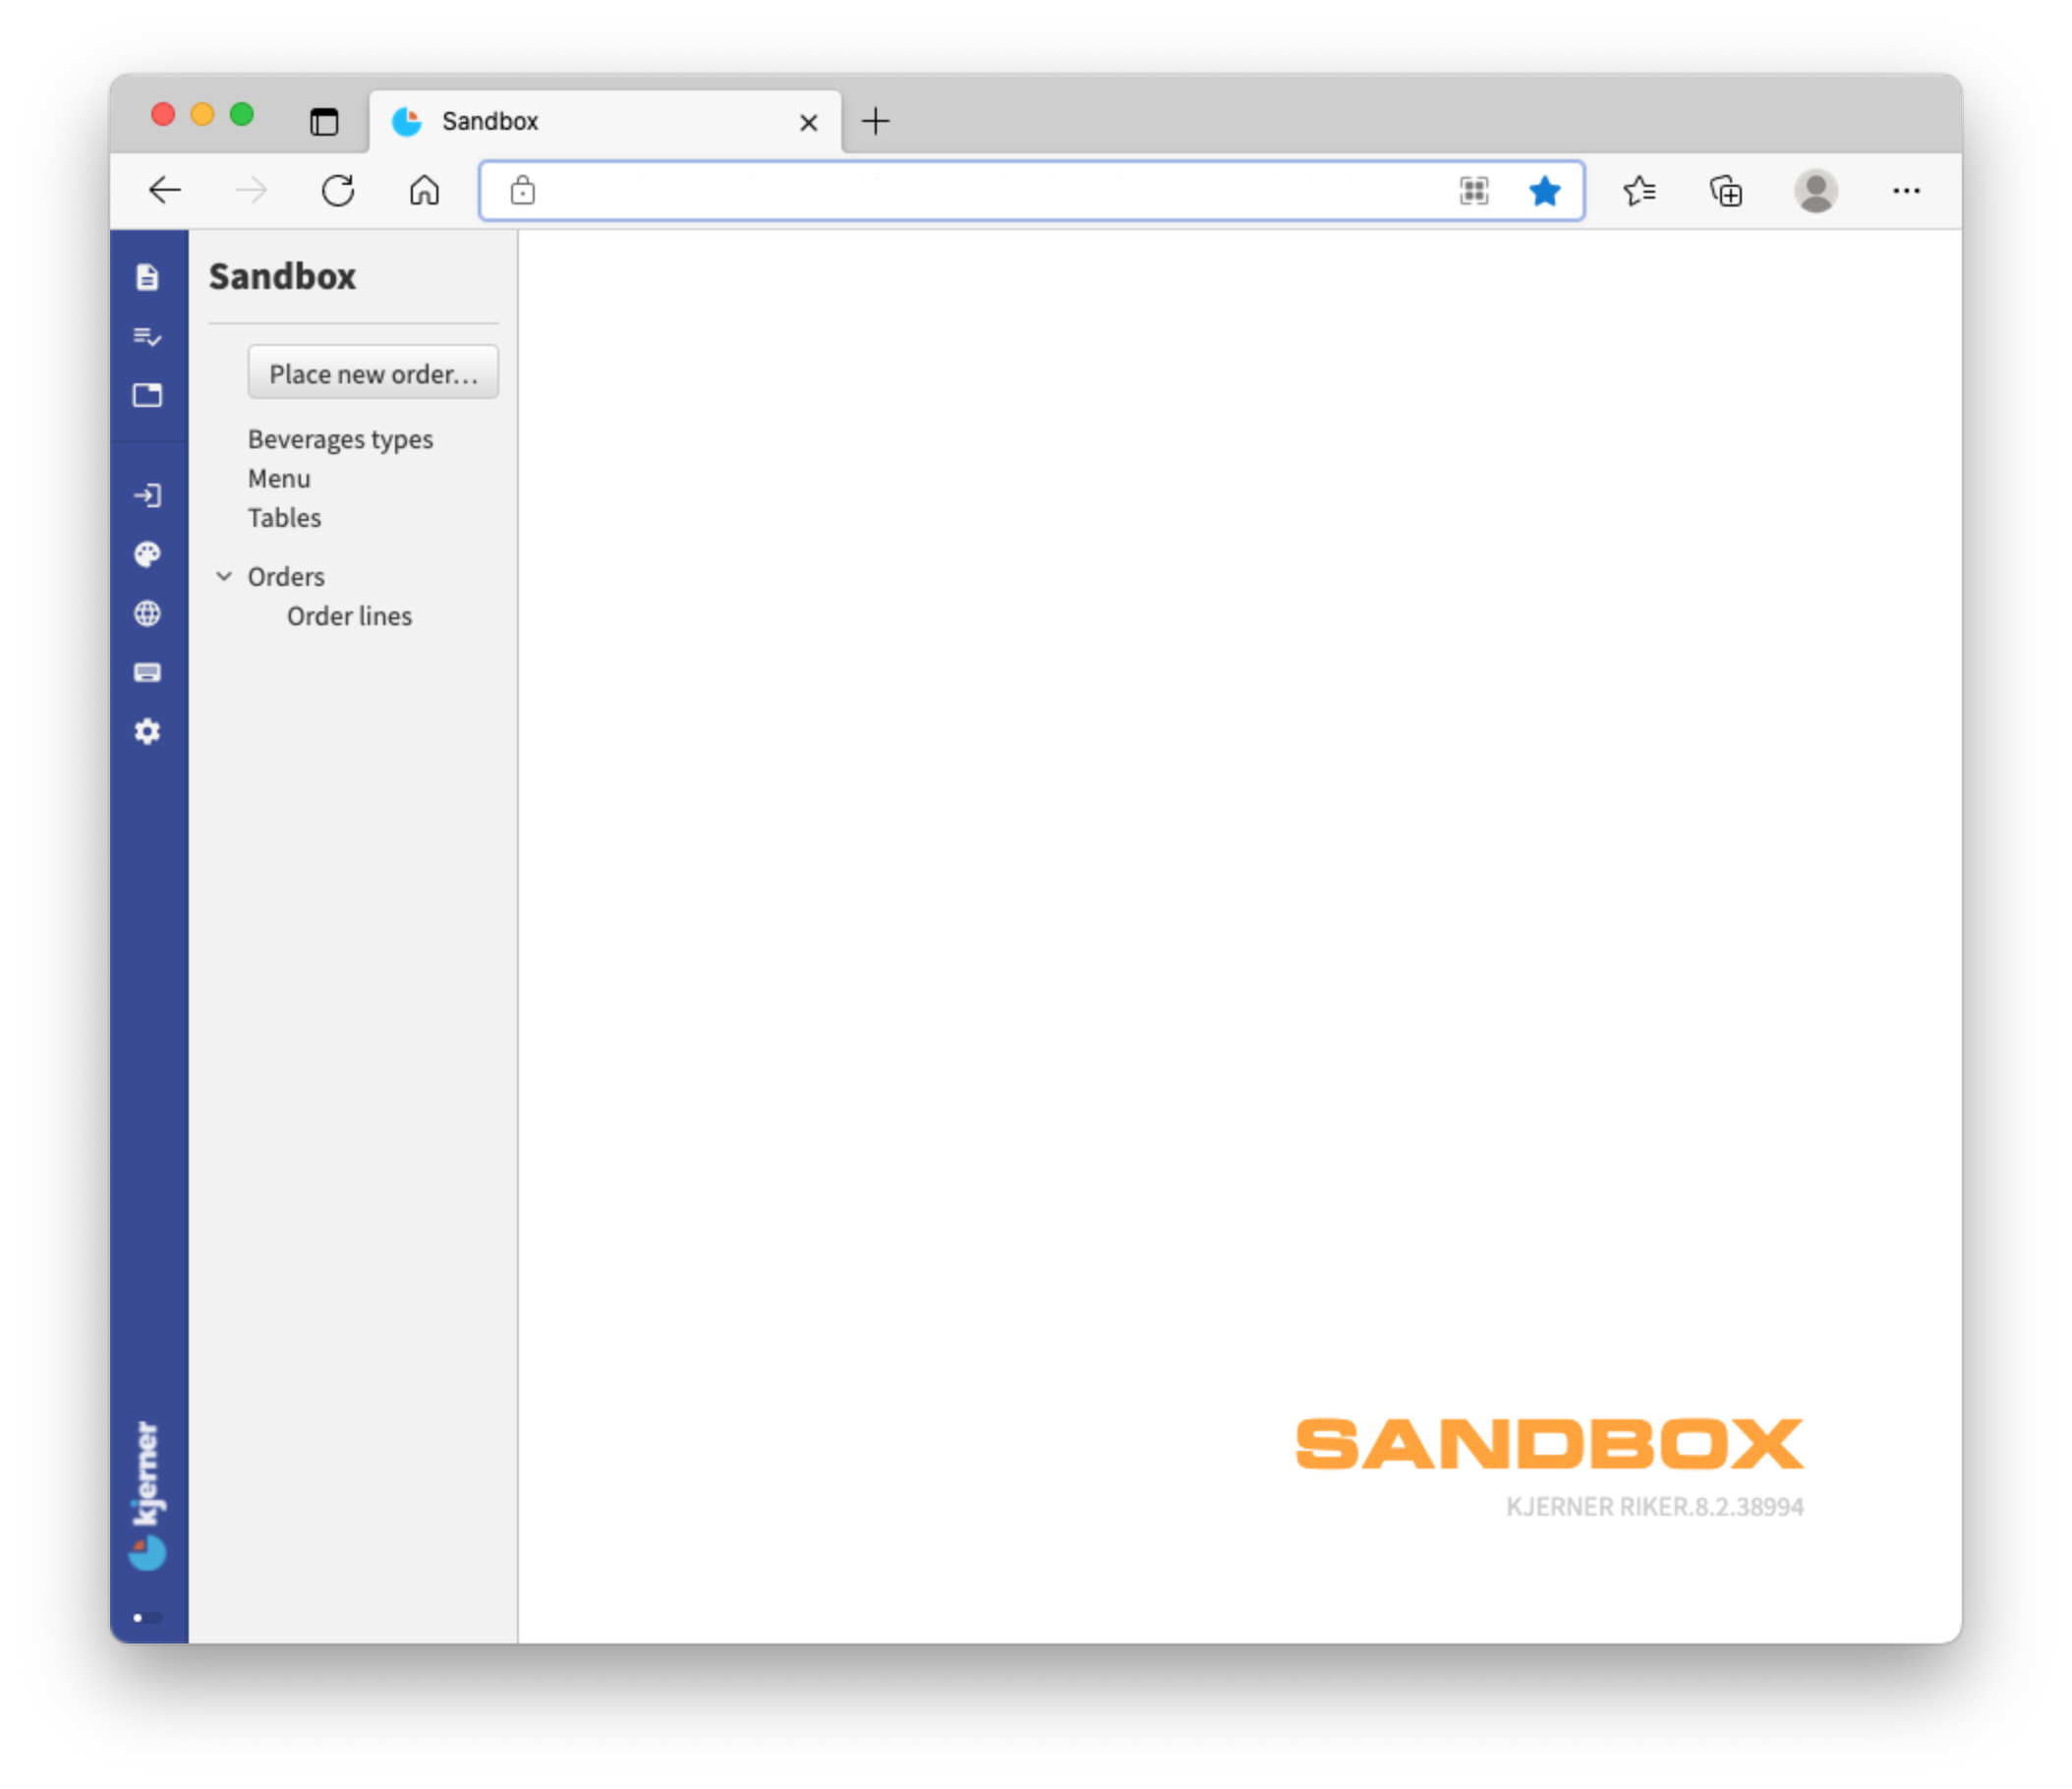 Sandbox
Sandbox
Place new order...
Beverages types
Menu
Tables
Orders
Order lines
kjerner
SANDBOX
KJERNER RIKER.8.2.38994